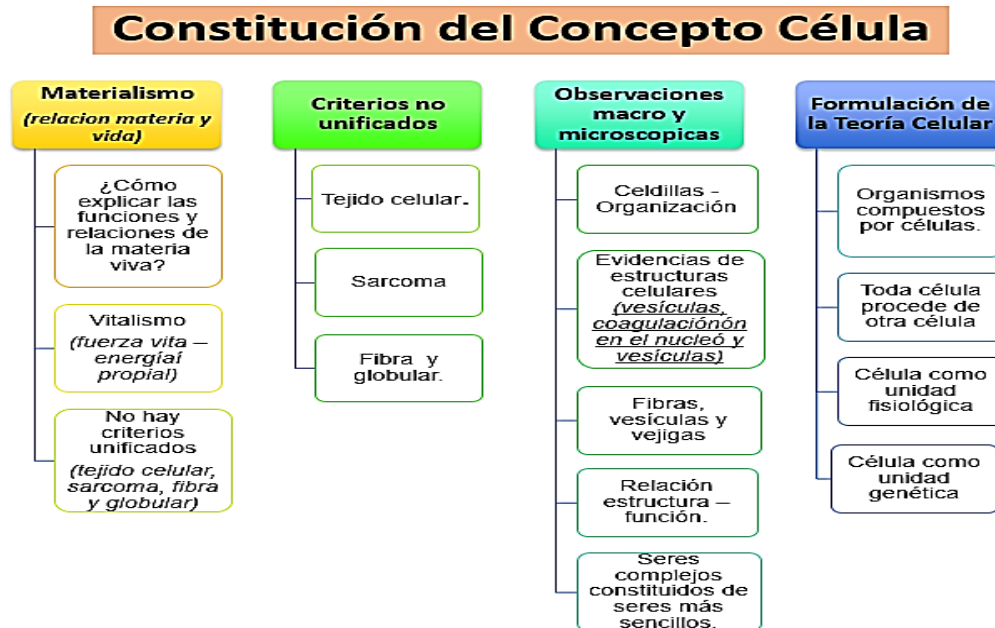 Constitución del Concepto Célula
Materialismo
(relacion materia y
vida)
¿Cómo
explicar las
funciones y
relaciones de
la materia
viva?
Vitalismo
(fuerza vita –
energíaí
propial)
No hay
criterios
unificados
(tejido celular,
sarcoma, fibra
y globular)
Criterios no
unificados
Tejido celular.
Sarcoma
Fibra y
globular.
Observaciones
macro y
microscopicas
Celdillas -
Organización
Evidencias de
estructuras
celulares
(vesículas,
coagulaciónón
en el nucleó y
vesículas)
Fibras,
vesículas y
vejigas
Relación
estructura –
función.
Seres
complejos
constituidos de
seres más
sencillos.
Formulación de
la Teoría Celular
Organismos
compuestos
por células.
Toda célula
procede de
otra célula
Célula como
unidad
fisiológica
Célula como
unidad
genética